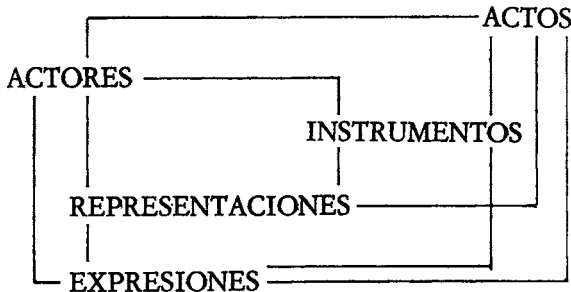 ACTOS
ACTORES
INSTRUMENTOS
REPRESENTACIONES
EXPRESIONES